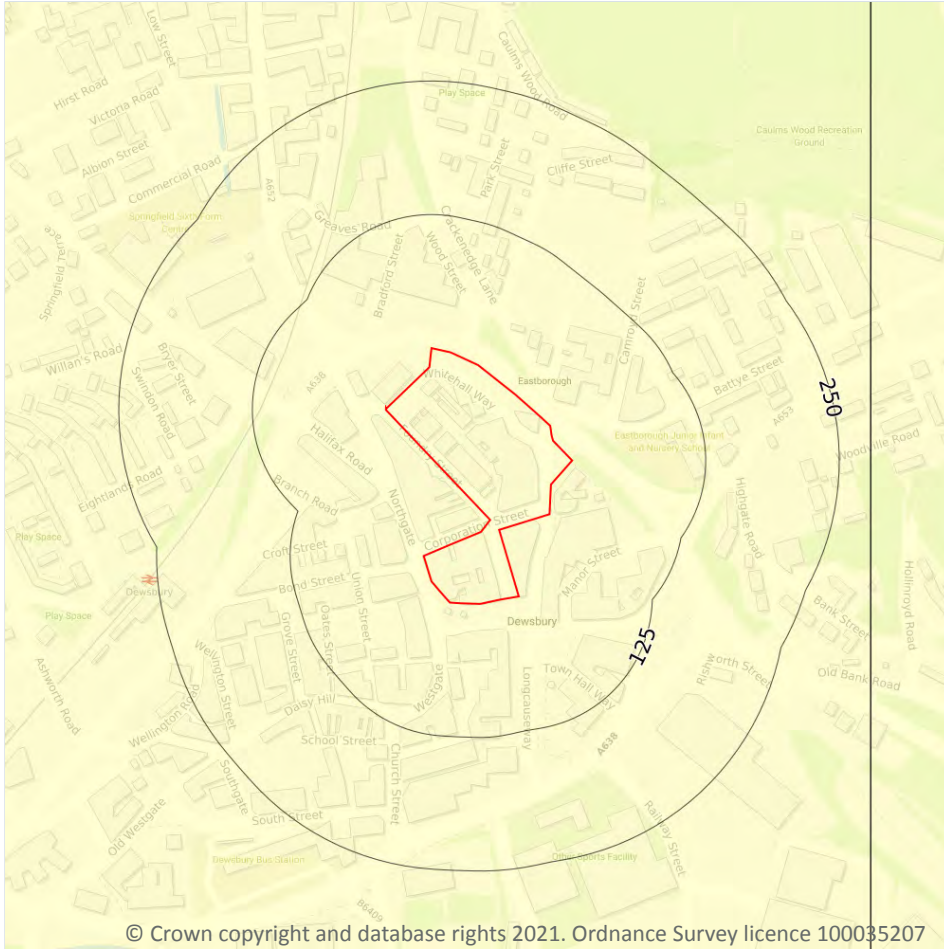 Low Street
Caulms Wood Road
Hirst Road
Victoria Road
Play Space
Albion Street
Caulms Wood Recreation
Ground
Commercial Road
A652
Park Street
Cliffe Street
Springfield Sixth Form
Centre
Greaves Road
Crackenedge Lane
Wood Street
Bradford Street
Springfield Terrace
Camroyd Street
Willan's Road
Bryer Street
A638
Whitehall Way
Eastborough
Battye Street
250
A653
Swindon Road
Halifax Road
Eastborough Junior Infant
and Nursery School
Woodville Road
Eightlands Road
Branch Road
Northgate
Corporation Street
Highgate Road
Play Space
Croft Street
Manor Street
Hollinroyd Road
Dewsbury
Bond Street
Union Street
Play Space
Oates Street
Grove Street
Dewsbury
Bank Street
125
Wellington Street
Rishworth Street
Old Bank Road
Ashworth Road
Westgate
Longcauseway
Town Hall Way
Wellington Road
Daisy Hill
School Street
A638
Church Street
Southgate
South Street
Old Westgate
Railway Street
Dewsbury Bus Station
Other Sports Facility
B6409
© Crown copyright and database rights 2021. Ordnance Survey licence 100035207